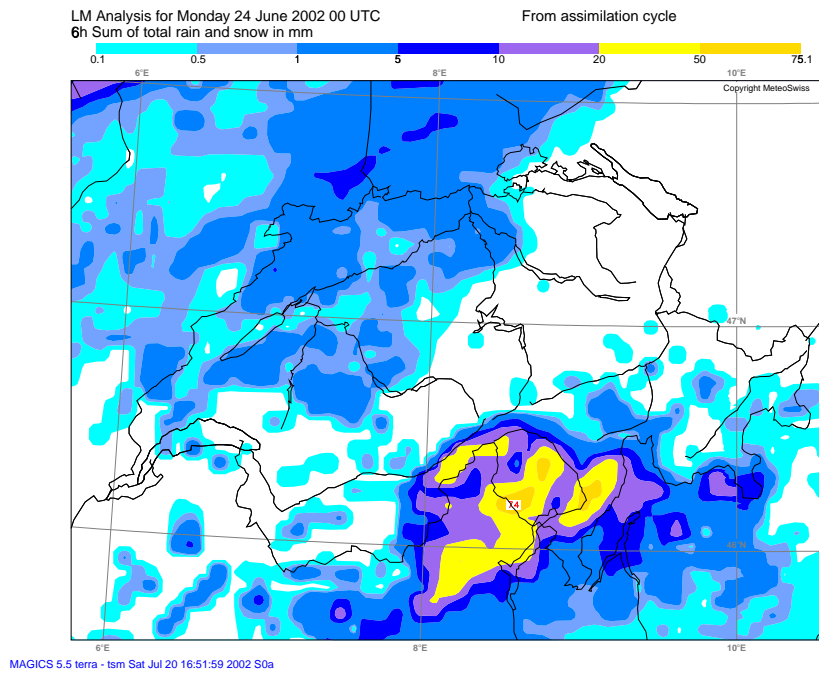 LM Analysis for Monday 24 June 2002 00 UTC From assimilation cycle
6h Sum of total rain and snow in mm
0.1 0.5 1 5 10 20 50 75.1
6°E 8°E 10°E
Copyright MeteoSwiss
47°N
74
46°N
6°E 8°E 10°E
MAGICS 5.5 terra - tsm Sat Jul 20 16:51:59 2002 S0a